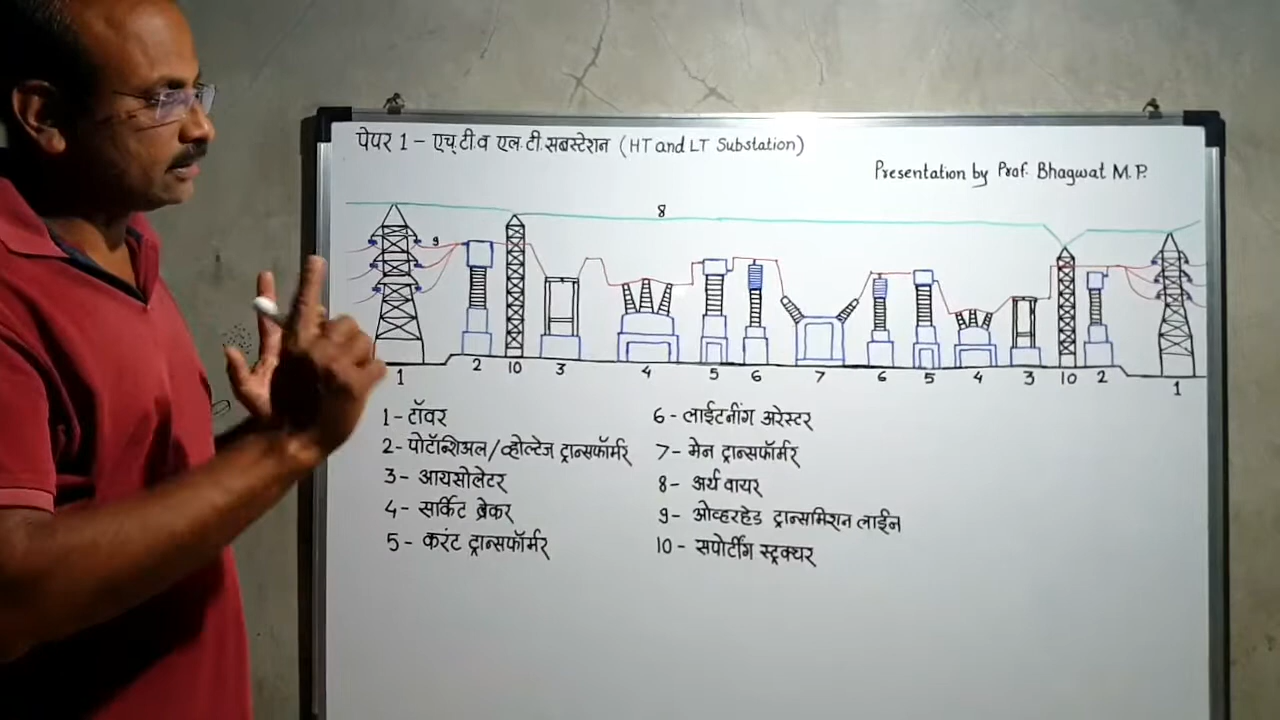 पेपर 1 - एच्.टी.व एल.टी.सबस्टेशन (HT and LT Substation)
Presentation by Prof. Bhagwat M.P.
8
9
1 2 10 3 4 5 6 7 6 5 4 3 10 2 1
1 - टॉवर
2 - पोटॅन्शिअल/व्होल्टेज ट्रान्सफॉर्मर
3 - आयसोलेटर
4 - सर्किट ब्रेकर
5 - करंट ट्रान्सफॉर्मर
6 - लाईटनींग अरेस्टर
7 - मेन ट्रान्सफॉर्मर
8 - अर्थ वायर
9 - ओव्हरहेड ट्रान्समिशन लाईन
10 - सपोर्टींग स्ट्रक्चर